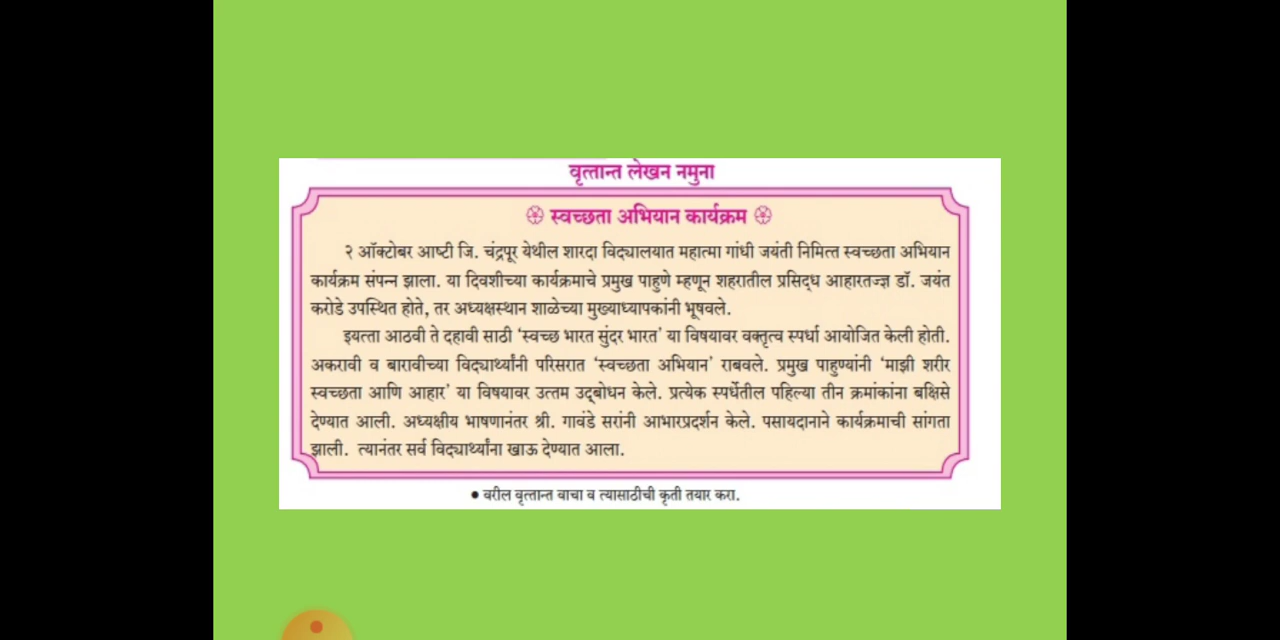 वृत्तान्त लेखन नमुना
स्वच्छता अभियान कार्यक्रम
२ ऑक्टोबर आष्टी जि. चंद्रपूर येथील शारदा विद्यालयात महात्मा गांधी जयंती निमित्त स्वच्छता अभियान
कार्यक्रम संपन्न झाला. या दिवशीच्या कार्यक्रमाचे प्रमुख पाहुणे म्हणून शहरातील प्रसिद्ध आहारतज्ज्ञ डॉ. जयंत
करोडे उपस्थित होते, तर अध्यक्षस्थान शाळेच्या मुख्याध्यापकांनी भूषवले.
इयत्ता आठवी ते दहावी साठी ‘स्वच्छ भारत सुंदर भारत’ या विषयावर वक्तृत्व स्पर्धा आयोजित केली होती.
अकरावी व बारावीच्या विद्यार्थ्यांनी परिसरात ‘स्वच्छता अभियान’ राबवले. प्रमुख पाहुण्यांनी ‘माझी शरीर
स्वच्छता आणि आहार’ या विषयावर उत्तम उद्बोधन केले. प्रत्येक स्पर्धेतील पहिल्या तीन क्रमांकांना बक्षिसे
देण्यात आली. अध्यक्षीय भाषणानंतर श्री. गावंडे सरांनी आभारप्रदर्शन केले. पसायदानाने कार्यक्रमाची सांगता
झाली. त्यानंतर सर्व विद्यार्थ्यांना खाऊ देण्यात आला.
● वरील वृत्तान्त वाचा व त्यासाठीची कृती तयार करा.